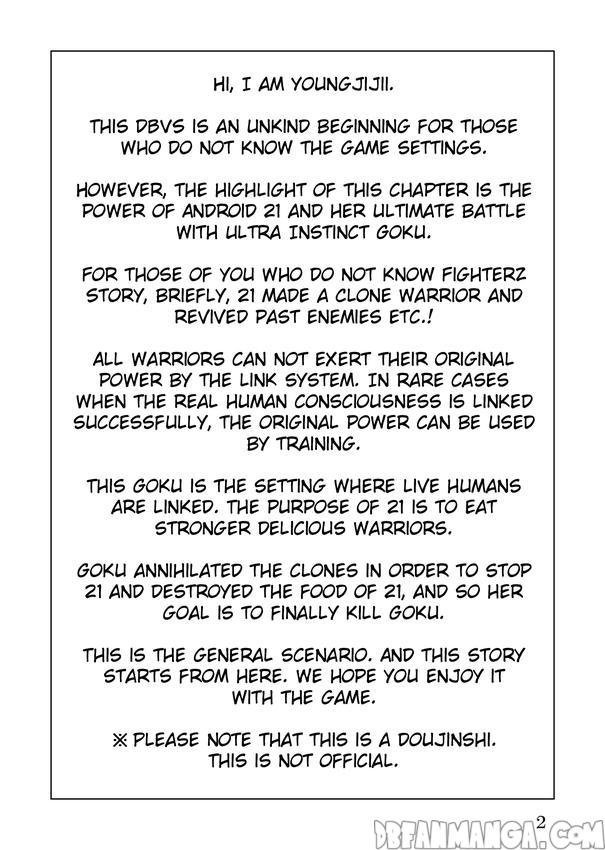 HI, I AM YOUNGJIJII.
THIS DBVS IS AN UNKIND BEGINNING FOR THOSE
WHO DO NOT KNOW THE GAME SETTINGS.
HOWEVER, THE HIGHLIGHT OF THIS CHAPTER IS THE
POWER OF ANDROID 21 AND HER ULTIMATE BATTLE
WITH ULTRA INSTINCT GOKU.
FOR THOSE OF YOU WHO DO NOT KNOW FIGHTERZ
STORY, BRIEFLY, 21 MADE A CLONE WARRIOR AND
REVIVED PAST ENEMIES ETC.!
ALL WARRIORS CAN NOT EXERT THEIR ORIGINAL
POWER BY THE LINK SYSTEM. IN RARE CASES
WHEN THE REAL HUMAN CONSCIOUSNESS IS LINKED
SUCCESSFULLY, THE ORIGINAL POWER CAN BE USED
BY TRAINING.
THIS GOKU IS THE SETTING WHERE LIVE HUMANS
ARE LINKED. THE PURPOSE OF 21 IS TO EAT
STRONGER DELICIOUS WARRIORS.
GOKU ANNIHILATED THE CLONES IN ORDER TO STOP
21 AND DESTROYED THE FOOD OF 21, AND SO HER
GOAL IS TO FINALLY KILL GOKU.
THIS IS THE GENERAL SCENARIO. AND THIS STORY
STARTS FROM HERE. WE HOPE YOU ENJOY IT
WITH THE GAME.
※ PLEASE NOTE THAT THIS IS A DOUJINSHI.
THIS IS NOT OFFICIAL.
2
DBFANMANGA.COM